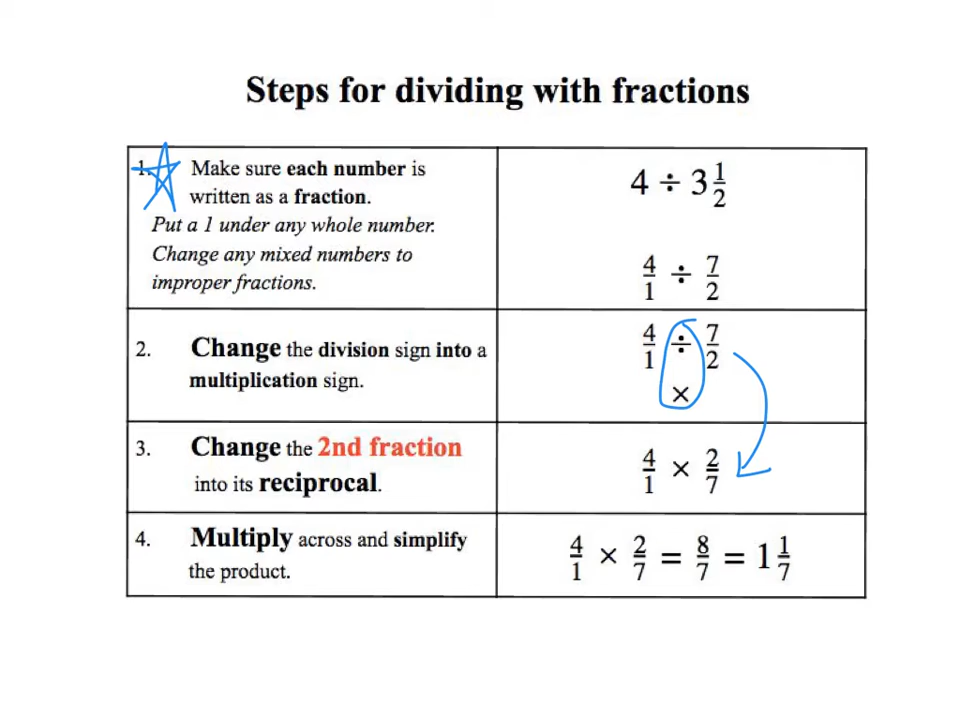 Steps for dividing with fractions
1. Make sure each number is
written as a fraction.
Put a 1 under any whole number.
Change any mixed numbers to
improper fractions.
4 ÷ 3 1/2
4/1 ÷ 7/2
2. Change the division sign into a
multiplication sign.
4/1 ÷ 7/2
×
3. Change the 2nd fraction
into its reciprocal.
4/1 × 2/7
4. Multiply across and simplify
the product.
4/1 × 2/7 = 8/7 = 1 1/7